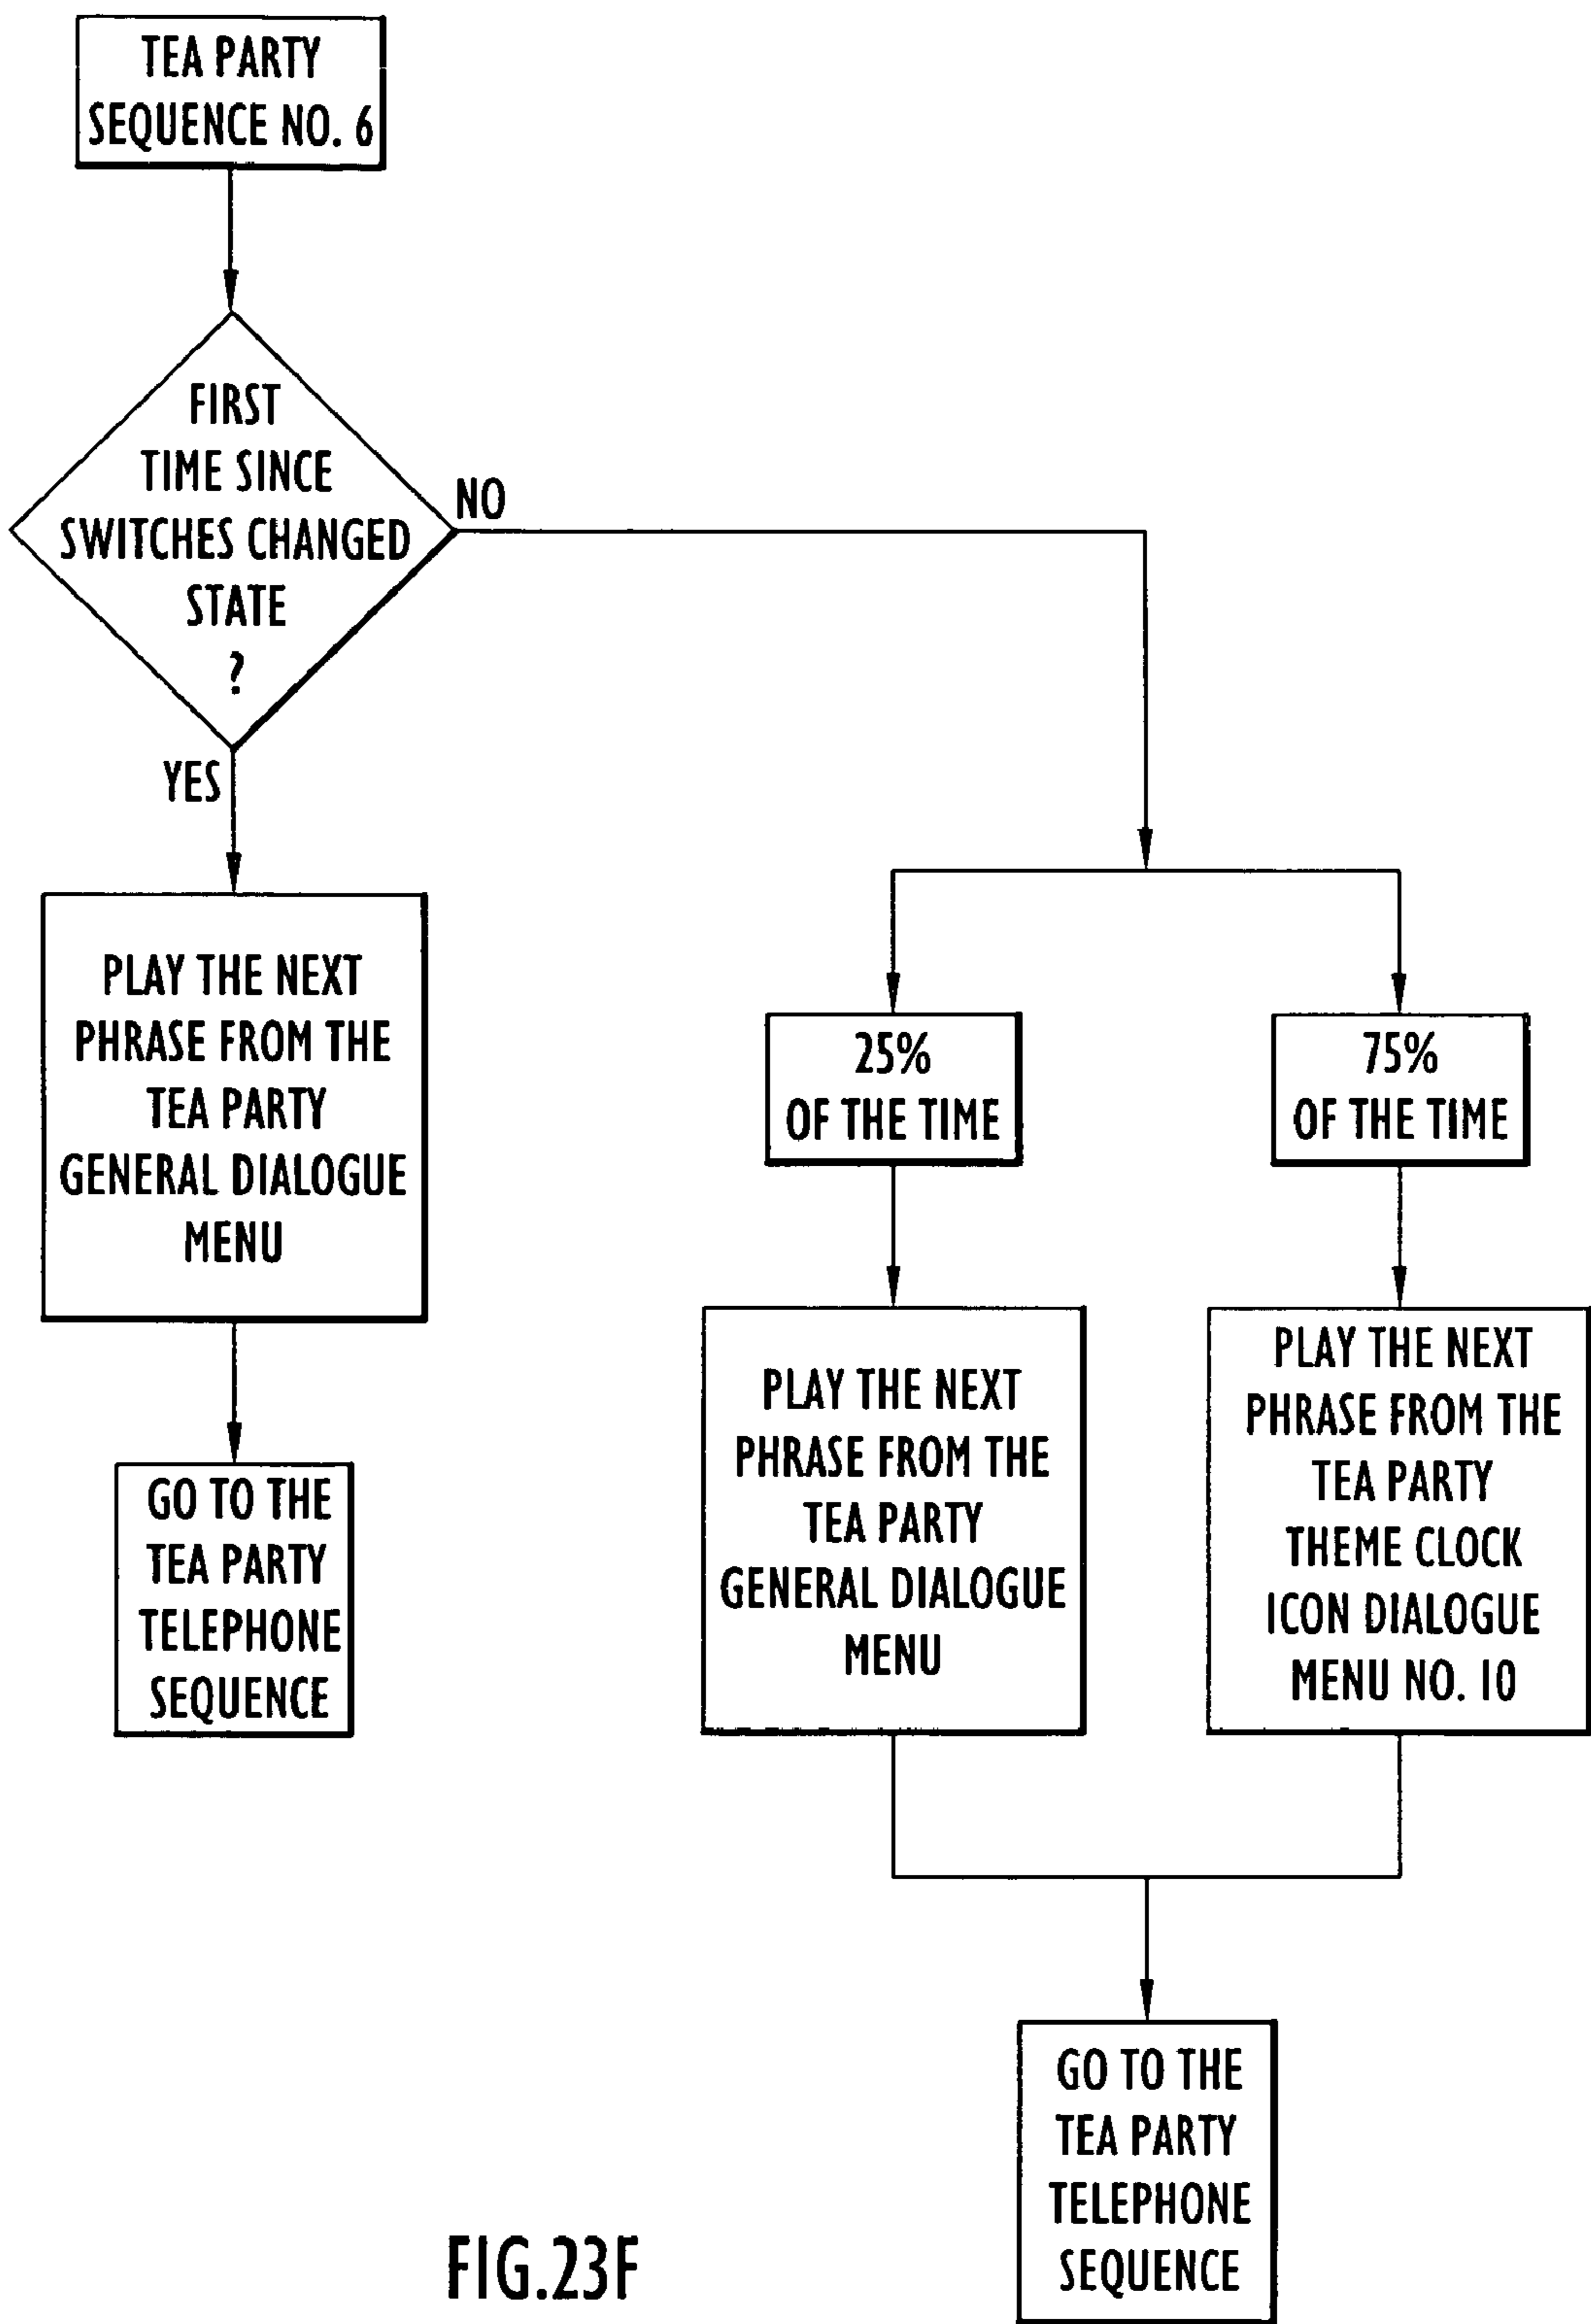 TEA PARTY
SEQUENCE NO. 6
FIRST
TIME SINCE
SWITCHES CHANGED
STATE
?
NO
YES
PLAY THE NEXT
PHRASE FROM THE
TEA PARTY
GENERAL DIALOGUE
MENU
GO TO THE
TEA PARTY
TELEPHONE
SEQUENCE
25%
OF THE TIME
75%
OF THE TIME
PLAY THE NEXT
PHRASE FROM THE
TEA PARTY
GENERAL DIALOGUE
MENU
PLAY THE NEXT
PHRASE FROM THE
TEA PARTY
THEME CLOCK
ICON DIALOGUE
MENU NO. 10
GO TO THE
TEA PARTY
TELEPHONE
SEQUENCE
FIG.23F